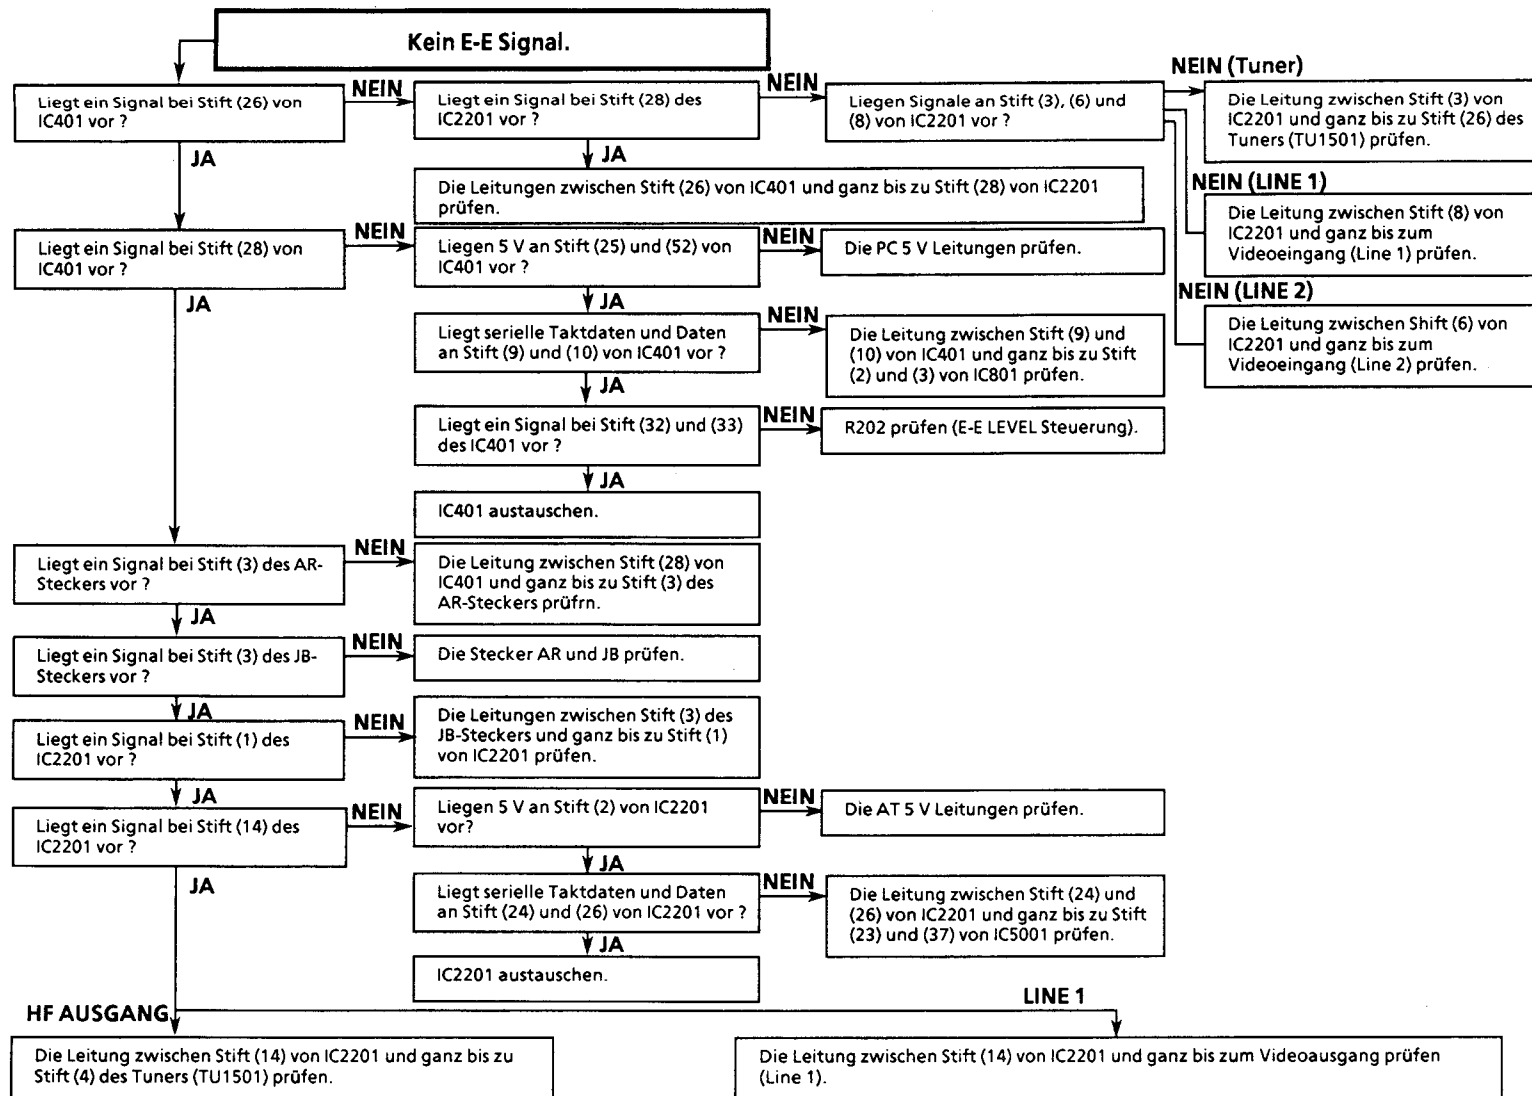 Kein E-E Signal.
Liegt ein Signal bei Stift (26) von
IC401 vor ?
NEIN
Liegt ein Signal bei Stift (28) des
IC2201 vor ?
NEIN
Liegen Signale an Stift (3), (6) und
(8) von IC2201 vor ?
NEIN (Tuner)
Die Leitung zwischen Stift (3) von
IC2201 und ganz bis zu Stift (26) des
Tuners (TU1501) prüfen.
NEIN (LINE 1)
Die Leitung zwischen Stift (8) von
IC2201 und ganz bis zum
Videoeingang (Line 1) prüfen.
NEIN (LINE 2)
Die Leitung zwischen Shift (6) von
IC2201 und ganz bis zum
Videoeingang (Line 2) prüfen.
JA
Die Leitungen zwischen Stift (26) von IC401 und ganz bis zu Stift (28) von IC2201
prüfen.
JA
Liegt ein Signal bei Stift (28) von
IC401 vor ?
NEIN
Liegen 5 V an Stift (25) und (52) von
IC401 vor ?
NEIN
Die PC 5 V Leitungen prüfen.
JA
Liegt serielle Taktdaten und Daten
an Stift (9) und (10) von IC401 vor ?
NEIN
Die Leitung zwischen Stift (9) und
(10) von IC401 und ganz bis zu Stift
(2) und (3) von IC801 prüfen.
JA
Liegt ein Signal bei Stift (32) und (33)
des IC401 vor ?
NEIN
R202 prüfen (E-E LEVEL Steuerung).
JA
IC401 austauschen.
JA
Liegt ein Signal bei Stift (3) des AR-
Steckers vor ?
NEIN
Die Leitung zwischen Stift (28) von
IC401 und ganz bis zu Stift (3) des
AR-Steckers prüfrn.
JA
Liegt ein Signal bei Stift (3) des JB-
Steckers vor ?
NEIN
Die Stecker AR und JB prüfen.
JA
Liegt ein Signal bei Stift (1) des
IC2201 vor ?
NEIN
Die Leitungen zwischen Stift (3) des
JB-Steckers und ganz bis zu Stift (1)
von IC2201 prüfen.
JA
Liegt ein Signal bei Stift (14) des
IC2201 vor ?
NEIN
Liegen 5 V an Stift (2) von IC2201
vor?
NEIN
Die AT 5 V Leitungen prüfen.
JA
Liegt serielle Taktdaten und Daten
an Stift (24) und (26) von IC2201 vor ?
NEIN
Die Leitung zwischen Stift (24) und
(26) von IC2201 und ganz bis zu Stift
(23) und (37) von IC5001 prüfen.
JA
IC2201 austauschen.
JA
HF AUSGANG
Die Leitung zwischen Stift (14) von IC2201 und ganz bis zu
Stift (4) des Tuners (TU1501) prüfen.
LINE 1
Die Leitung zwischen Stift (14) von IC2201 und ganz bis zum Videoausgang prüfen
(Line 1).